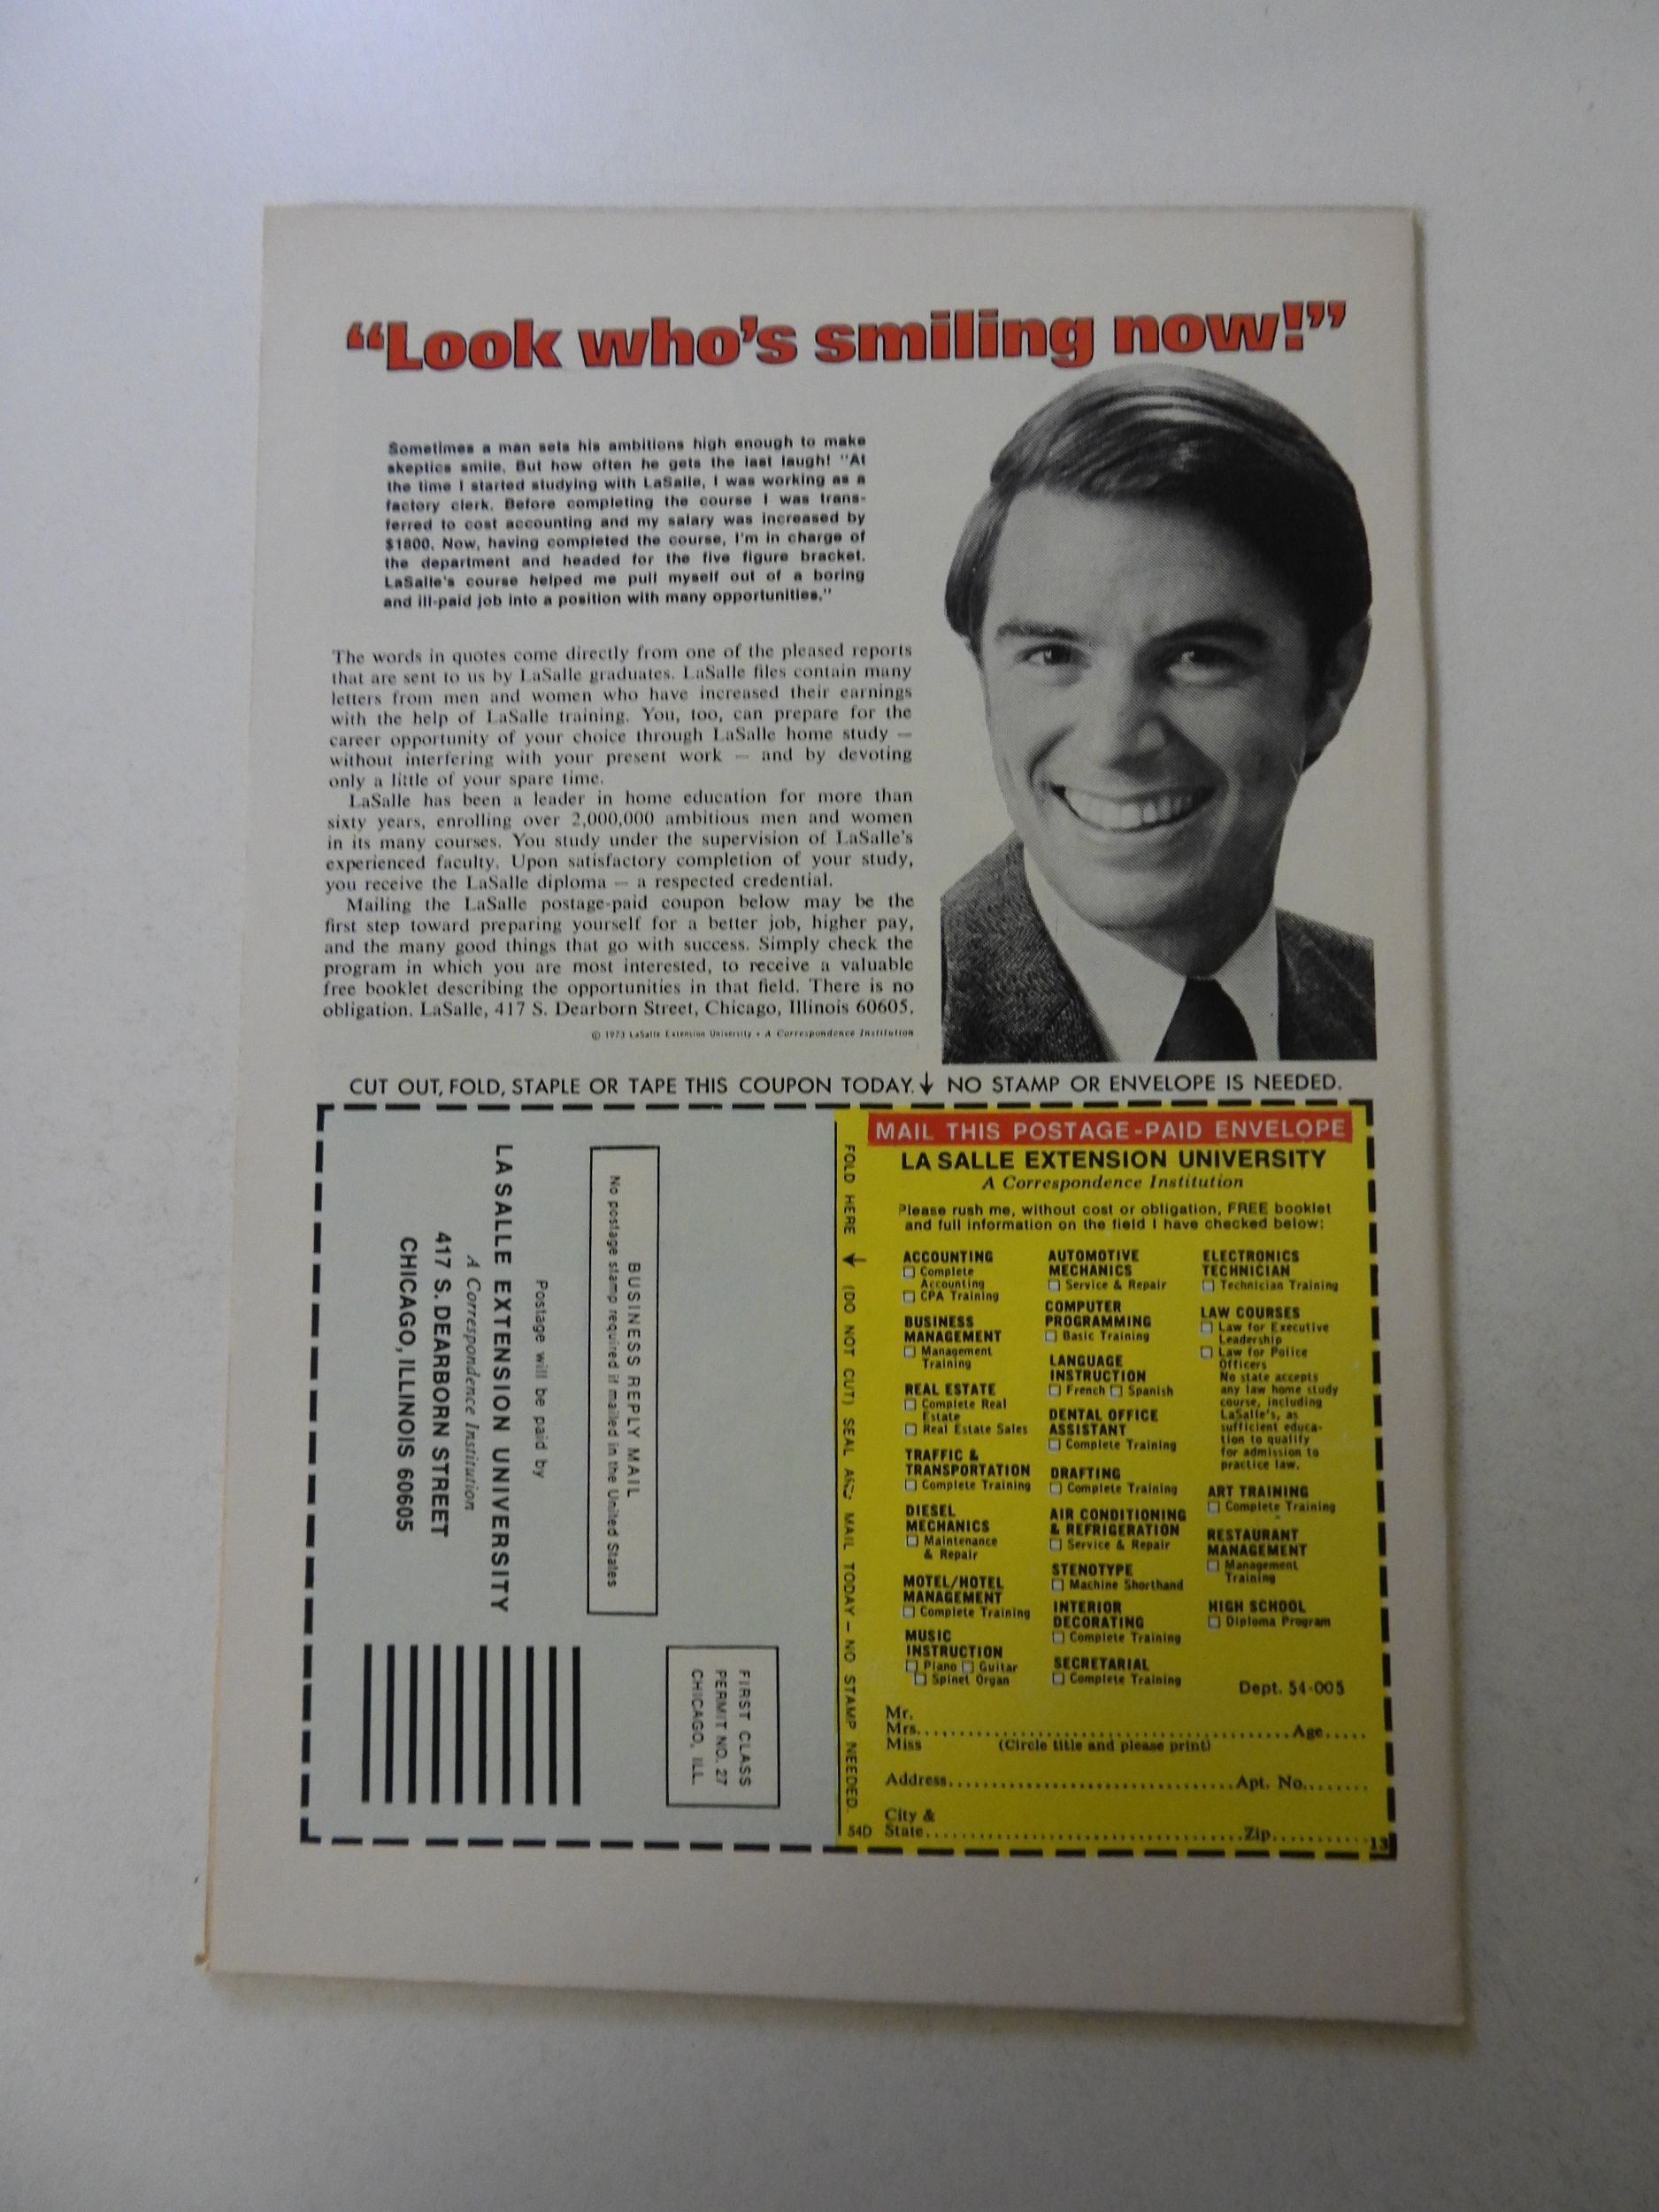 “Look who’s smiling now!”
Sometimes a man sets his ambitions high enough to make
skeptics smile. But how often he gets the last laugh! "At
the time I started studying with LaSalle, I was working as a
factory clerk. Before completing the course I was trans-
ferred to cost accounting and my salary was increased by
$1800. Now, having completed the course, I'm in charge of
the department and headed for the five figure bracket.
LaSalle's course helped me pull myself out of a boring
and ill-paid job into a position with many opportunities."
The words in quotes come directly from one of the pleased reports
that are sent to us by LaSalle graduates. LaSalle files contain many
letters from men and women who have increased their earnings
with the help of LaSalle training. You, too, can prepare for the
career opportunity of your choice through LaSalle home study —
without interfering with your present work — and by devoting
only a little of your spare time.
LaSalle has been a leader in home education for more than
sixty years, enrolling over 2,000,000 ambitious men and women
in its many courses. You study under the supervision of LaSalle's
experienced faculty. Upon satisfactory completion of your study,
you receive the LaSalle diploma — a respected credential.
Mailing the LaSalle postage-paid coupon below may be the
first step toward preparing yourself for a better job, higher pay,
and the many good things that go with success. Simply check the
program in which you are most interested, to receive a valuable
free booklet describing the opportunities in that field. There is no
obligation. LaSalle, 417 S. Dearborn Street, Chicago, Illinois 60605.
© 1973 LaSalle Extension University • A Correspondence Institution
CUT OUT, FOLD, STAPLE OR TAPE THIS COUPON TODAY. ↓ NO STAMP OR ENVELOPE IS NEEDED.
FIRST CLASS
PERMIT NO. 27
CHICAGO, ILL.
BUSINESS REPLY MAIL
No postage stamp required if mailed in the United States
Postage will be paid by
LA SALLE EXTENSION UNIVERSITY
A Correspondence Institution
417 S. DEARBORN STREET
CHICAGO, ILLINOIS 60605
FOLD HERE ↓ (DO NOT CUT) SEAL AND MAIL TODAY — NO STAMP NEEDED.
MAIL THIS POSTAGE-PAID ENVELOPE
LA SALLE EXTENSION UNIVERSITY
A Correspondence Institution
Please rush me, without cost or obligation, FREE booklet
and full information on the field I have checked below:
ACCOUNTING
☐ Complete
Accounting
☐ CPA Training
BUSINESS
MANAGEMENT
☐ Management
Training
REAL ESTATE
☐ Complete Real
Estate
☐ Real Estate Sales
TRAFFIC &
TRANSPORTATION
☐ Complete Training
DIESEL
MECHANICS
☐ Maintenance
& Repair
MOTEL/HOTEL
MANAGEMENT
☐ Complete Training
MUSIC
INSTRUCTION
☐ Piano ☐ Guitar
☐ Spinet Organ
AUTOMOTIVE
MECHANICS
☐ Service & Repair
COMPUTER
PROGRAMMING
☐ Basic Training
LANGUAGE
INSTRUCTION
☐ French ☐ Spanish
DENTAL OFFICE
ASSISTANT
☐ Complete Training
DRAFTING
☐ Complete Training
AIR CONDITIONING
& REFRIGERATION
☐ Service & Repair
STENOTYPE
☐ Machine Shorthand
INTERIOR
DECORATING
☐ Complete Training
SECRETARIAL
☐ Complete Training
ELECTRONICS
TECHNICIAN
☐ Technician Training
LAW COURSES
☐ Law for Executive
Leadership
☐ Law for Police
Officers
No state accepts
any law home study
course, including
LaSalle's, as
sufficient educa-
tion to qualify
for admission to
practice law.
ART TRAINING
☐ Complete Training
RESTAURANT
MANAGEMENT
☐ Management
Training
HIGH SCHOOL
☐ Diploma Program
Dept. 54-005
Mr.
Mrs. Age
Miss (Circle title and please print)
Address Apt. No.
City &
State Zip
54D
13